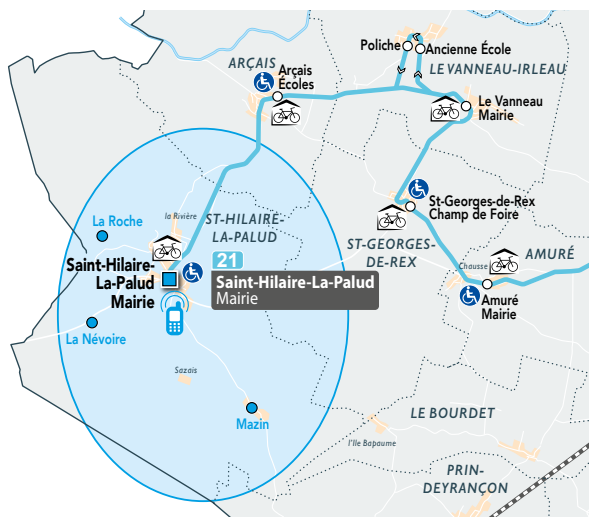 Poliche
Ancienne École
ARÇAIS
LE VANNEAU-IRLEAU
Arçais
Écoles
Le Vanneau
Mairie
la Rivière
St-Georges-de-Rex
Champ de Foire
La Roche
ST-HILAIRE-
LA-PALUD
ST-GEORGES-
DE-REX
AMURÉ
Saint-Hilaire-
La-Palud
Mairie
21
Saint-Hilaire-La-Palud
Mairie
Chausse
Amuré
Mairie
La Névoire
Sazais
Mazin
LE BOURDET
l'Ile Bapaume
PRIN-
DEYRANÇON